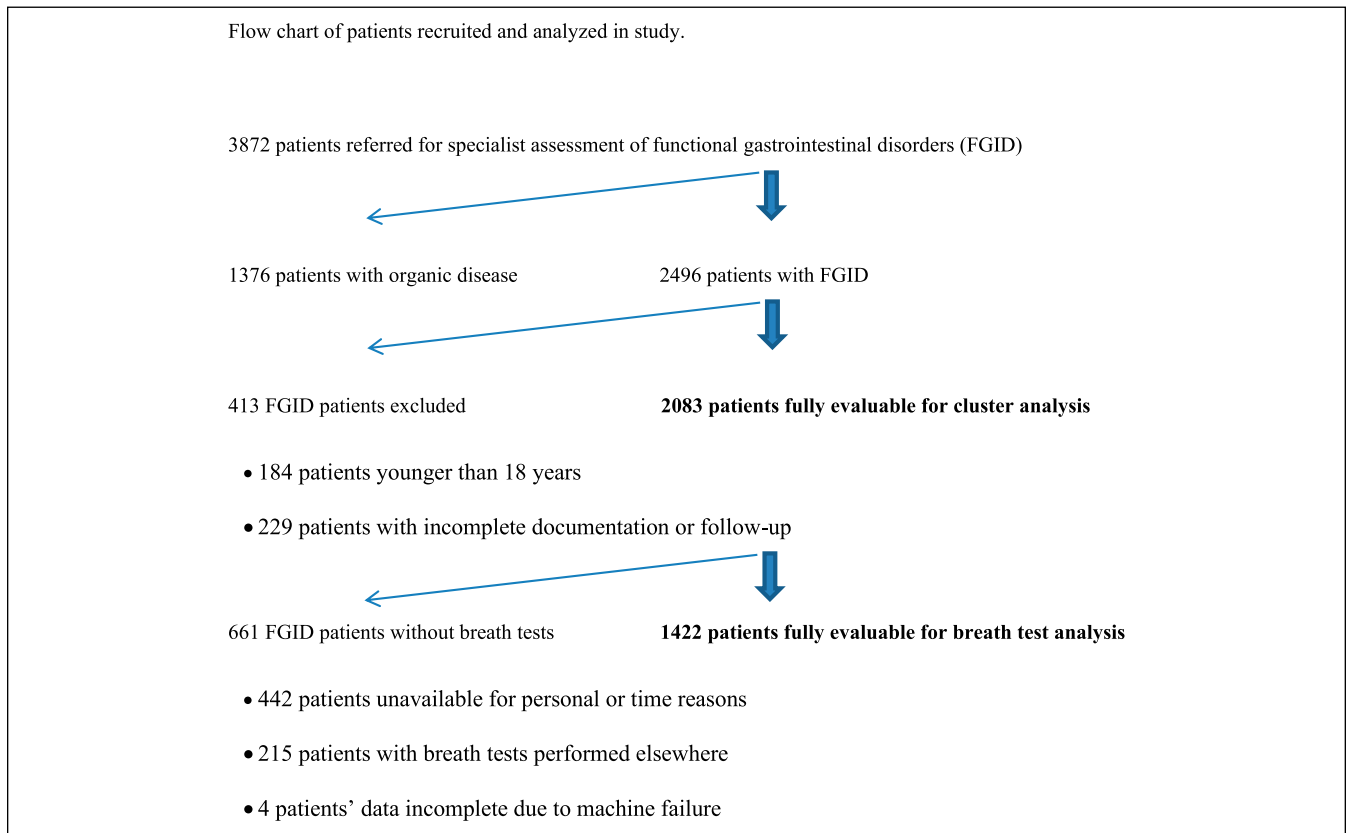 Flow chart of patients recruited and analyzed in study.
3872 patients referred for specialist assessment of functional gastrointestinal disorders (FGID)
1376 patients with organic disease
2496 patients with FGID
413 FGID patients excluded
2083 patients fully evaluable for cluster analysis
• 184 patients younger than 18 years
• 229 patients with incomplete documentation or follow-up
661 FGID patients without breath tests
1422 patients fully evaluable for breath test analysis
• 442 patients unavailable for personal or time reasons
• 215 patients with breath tests performed elsewhere
• 4 patients’ data incomplete due to machine failure